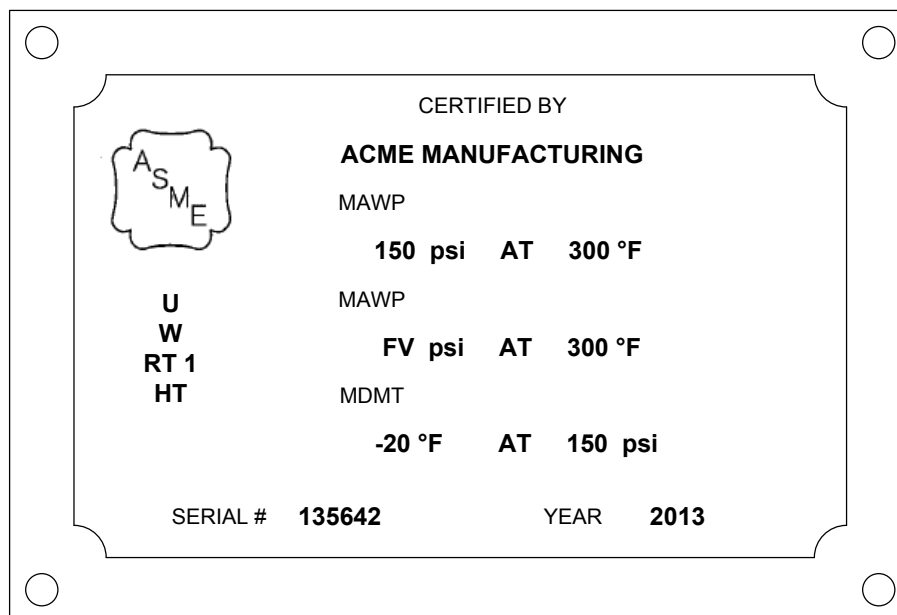 CERTIFIED BY
ACME MANUFACTURING
ASME
MAWP
150 psi AT 300 °F
U
W
RT 1
HT
MAWP
FV psi AT 300 °F
MDMT
-20 °F AT 150 psi
SERIAL # 135642 YEAR 2013